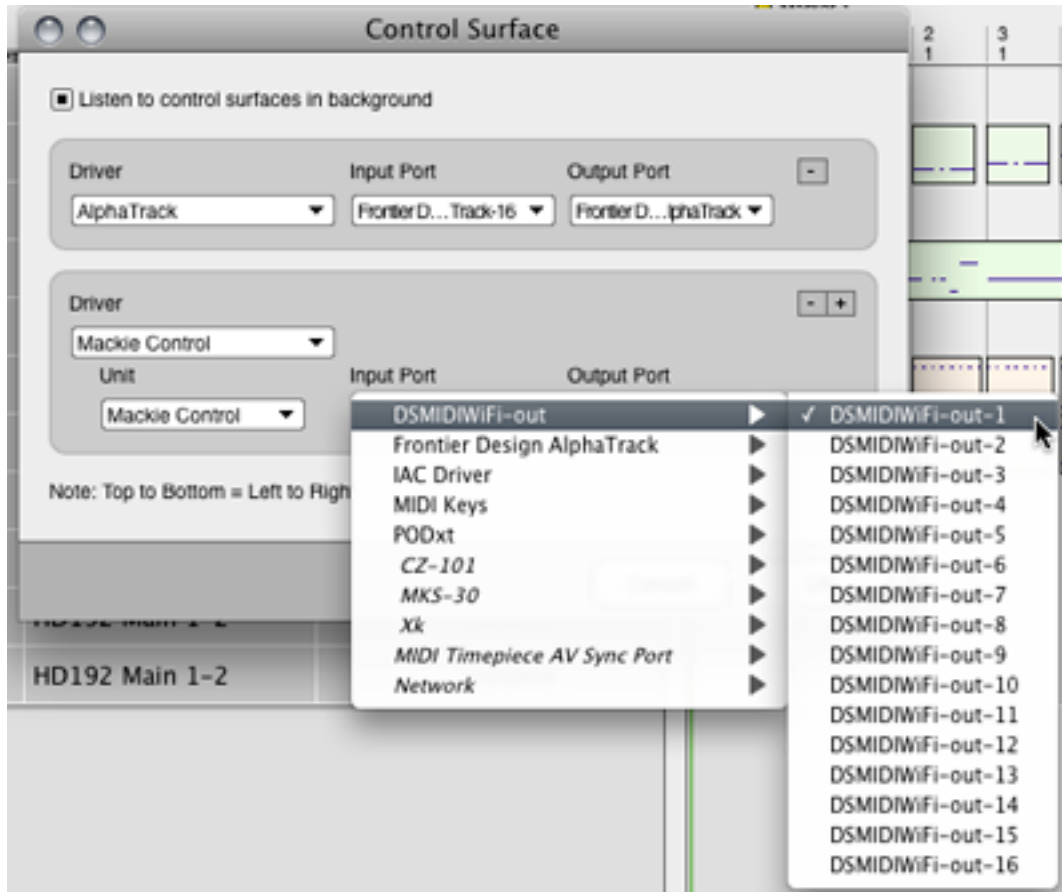 Control Surface
2 3
1 1
Listen to control surfaces in background
Driver Input Port Output Port -
AlphaTrack Frontier D...Track-16 Frontier D...lphaTrack
Driver - +
Mackie Control
Unit Input Port Output Port
Mackie Control
DSMIDIWiFi-out
Frontier Design AlphaTrack
IAC Driver
MIDI Keys
PODxt
CZ-101
MKS-30
Xk
MIDI Timepiece AV Sync Port
Network
✓ DSMIDIWiFi-out-1
DSMIDIWiFi-out-2
DSMIDIWiFi-out-3
DSMIDIWiFi-out-4
DSMIDIWiFi-out-5
DSMIDIWiFi-out-6
DSMIDIWiFi-out-7
DSMIDIWiFi-out-8
DSMIDIWiFi-out-9
DSMIDIWiFi-out-10
DSMIDIWiFi-out-11
DSMIDIWiFi-out-12
DSMIDIWiFi-out-13
DSMIDIWiFi-out-14
DSMIDIWiFi-out-15
DSMIDIWiFi-out-16
Note: Top to Bottom = Left to Righ
HD192 Main 1-2
HD192 Main 1-2